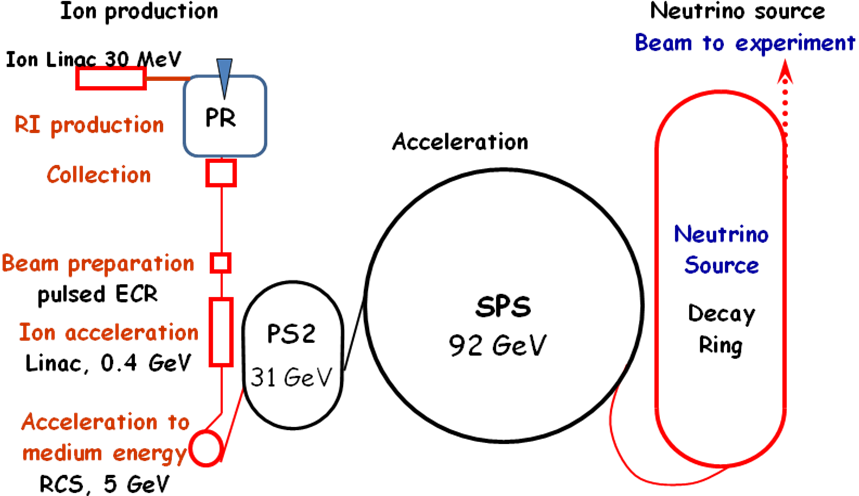 Ion production
Ion Linac 30 MeV
PR
RI production
Collection
Beam preparation
pulsed ECR
Ion acceleration
Linac, 0.4 GeV
Acceleration to
medium energy
RCS, 5 GeV
PS2
31 GeV
Acceleration
SPS
92 GeV
Neutrino source
Beam to experiment
Neutrino
Source
Decay
Ring